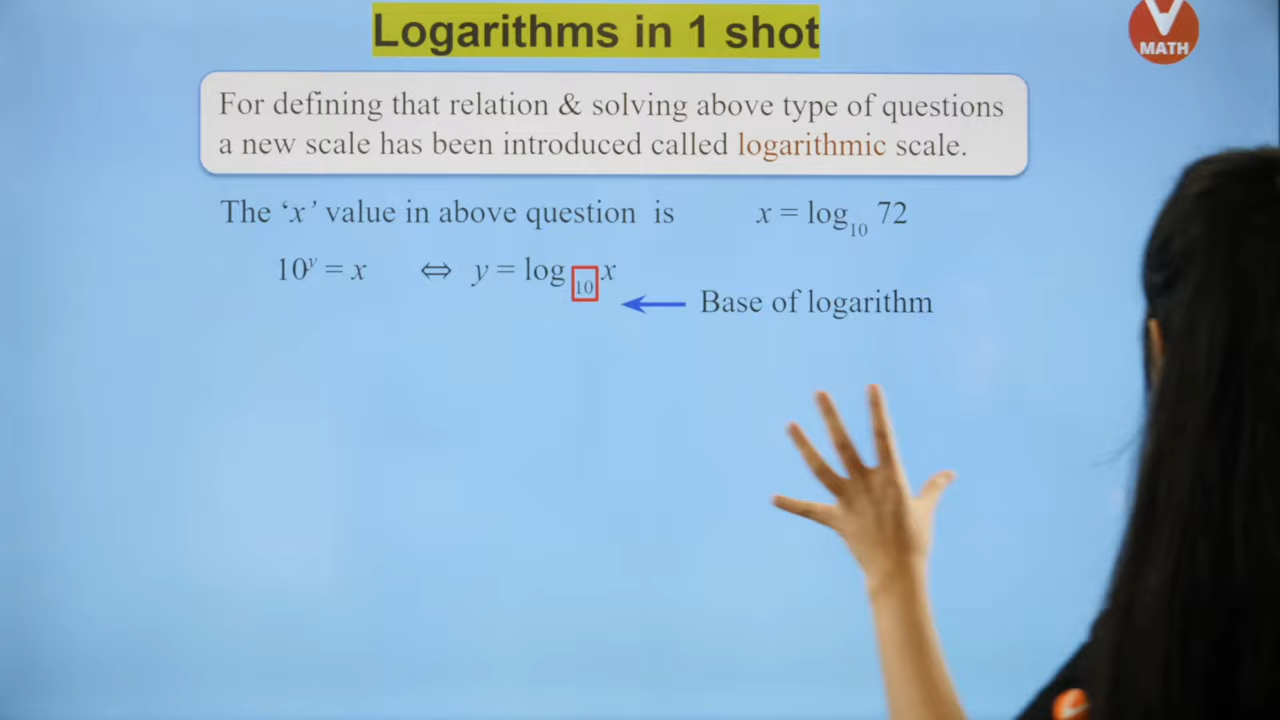 Logarithms in 1 shot
V
MATH
For defining that relation & solving above type of questions
a new scale has been introduced called logarithmic scale.
The ‘x’ value in above question is x = log₁₀ 72
10ʸ = x ⇔ y = log₁₀ x
Base of logarithm